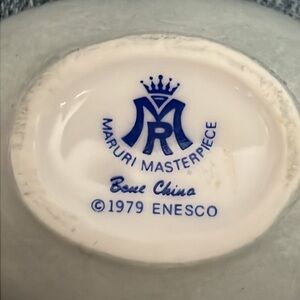 MR
MARURI MASTERPIECE
Bone China
©1979 ENESCO